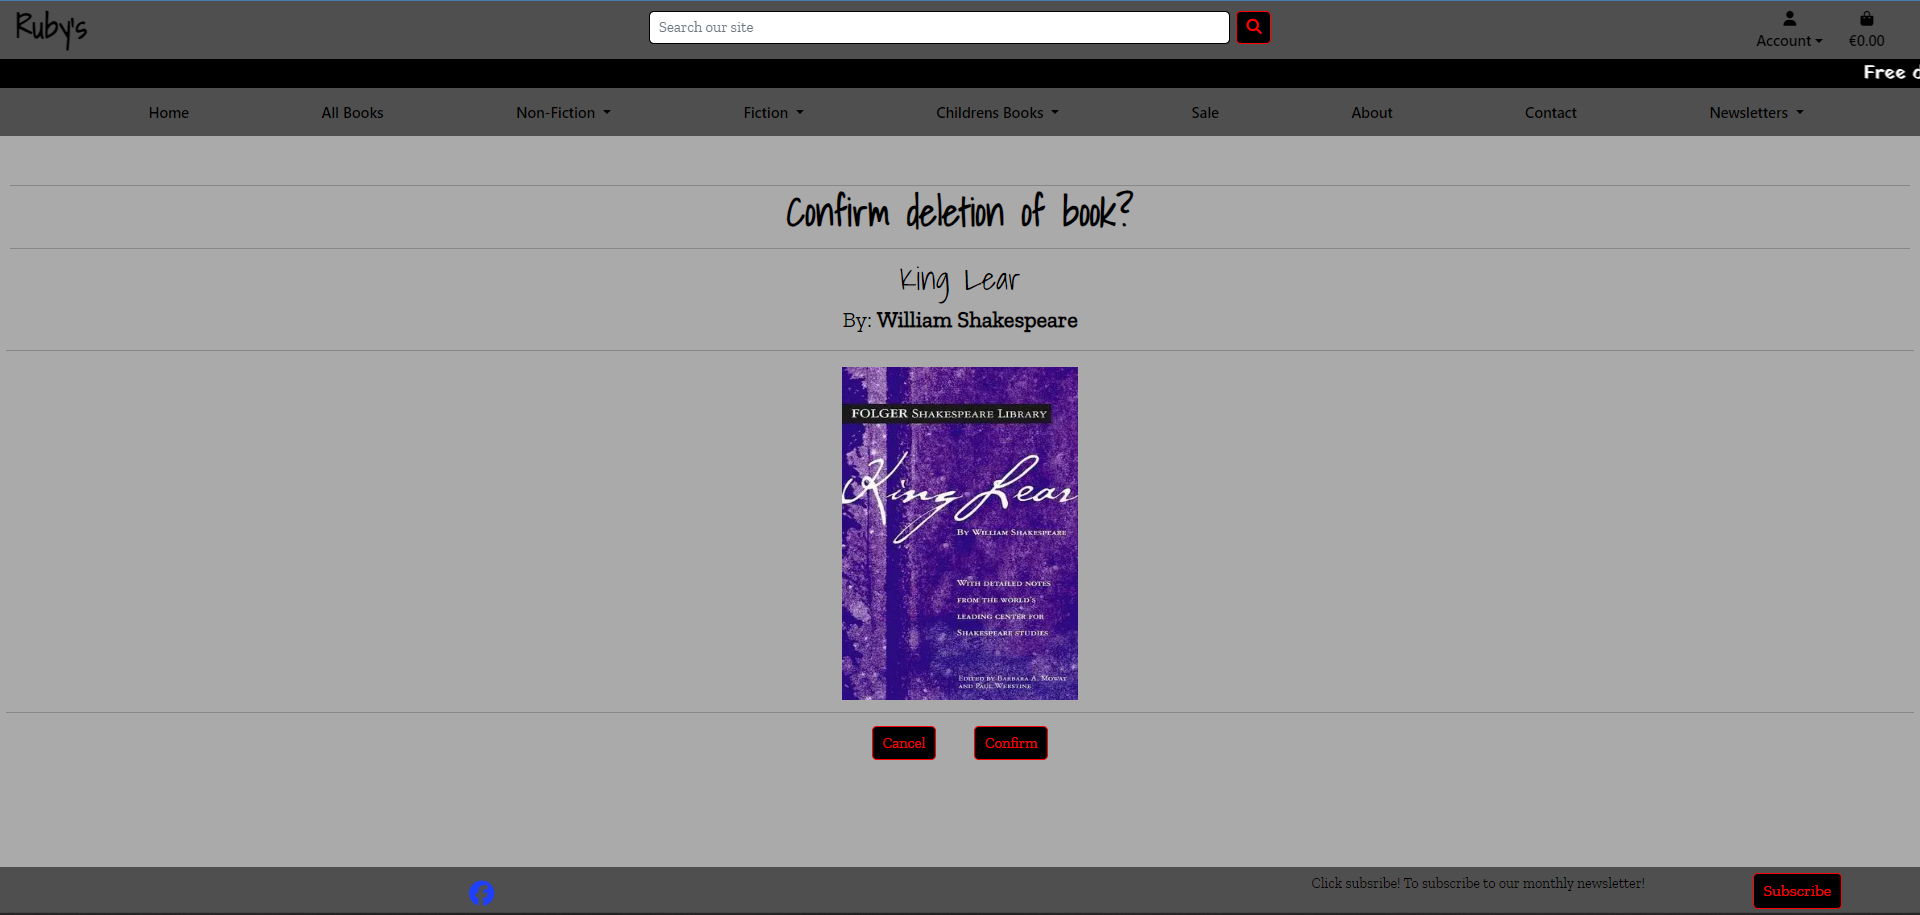 Ruby's
Search our site
Account
€0.00
Free
Home
All Books
Non-Fiction
Fiction
Childrens Books
Sale
About
Contact
Newsletters
Confirm deletion of book?
King Lear
By: William Shakespeare
FOLGER SHAKESPEARE LIBRARY
King Lear
BY WILLIAM SHAKESPEARE
WITH DETAILED NOTES
FROM THE WORLD'S
LEADING CENTER FOR
SHAKESPEARE STUDIES
EDITED BY BARBARA A. MOWAT
AND PAUL WERSTINE
Cancel
Confirm
Click subsribe! To subscribe to our monthly newsletter!
Subscribe